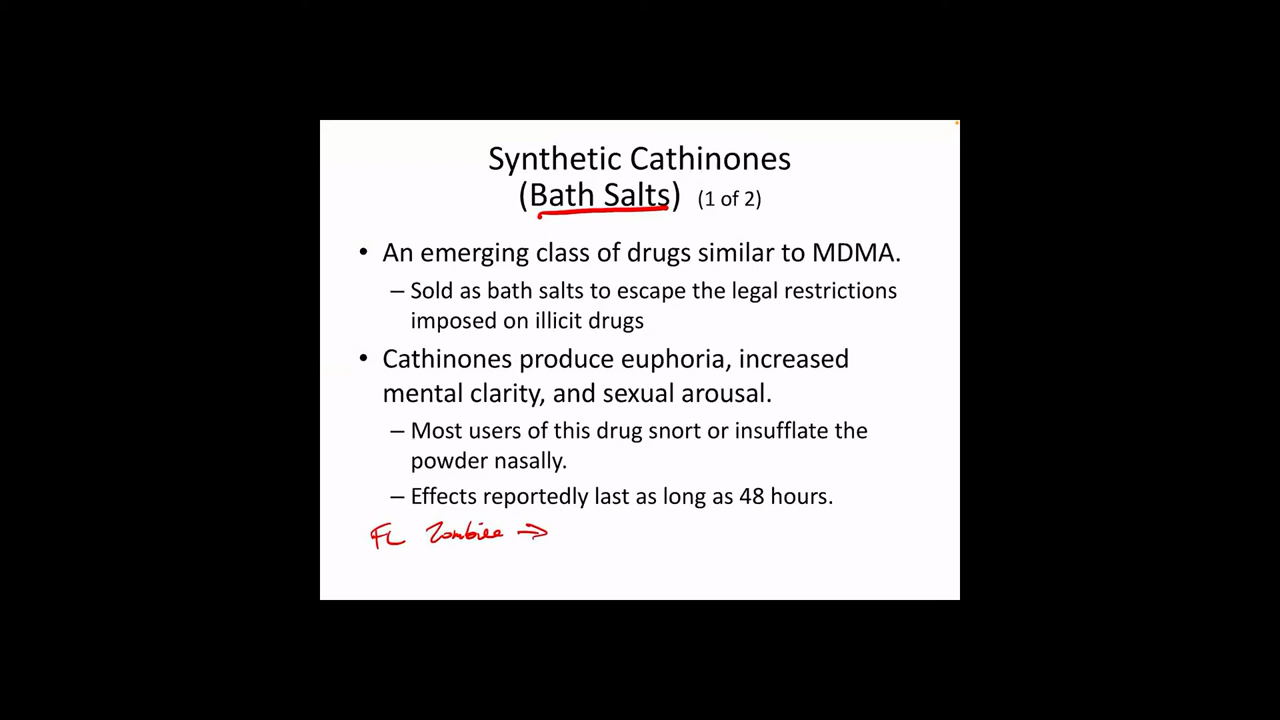 Synthetic Cathinones
(Bath Salts) (1 of 2)
• An emerging class of drugs similar to MDMA.
– Sold as bath salts to escape the legal restrictions
imposed on illicit drugs
• Cathinones produce euphoria, increased
mental clarity, and sexual arousal.
– Most users of this drug snort or insufflate the
powder nasally.
– Effects reportedly last as long as 48 hours.
FL Zombiee →